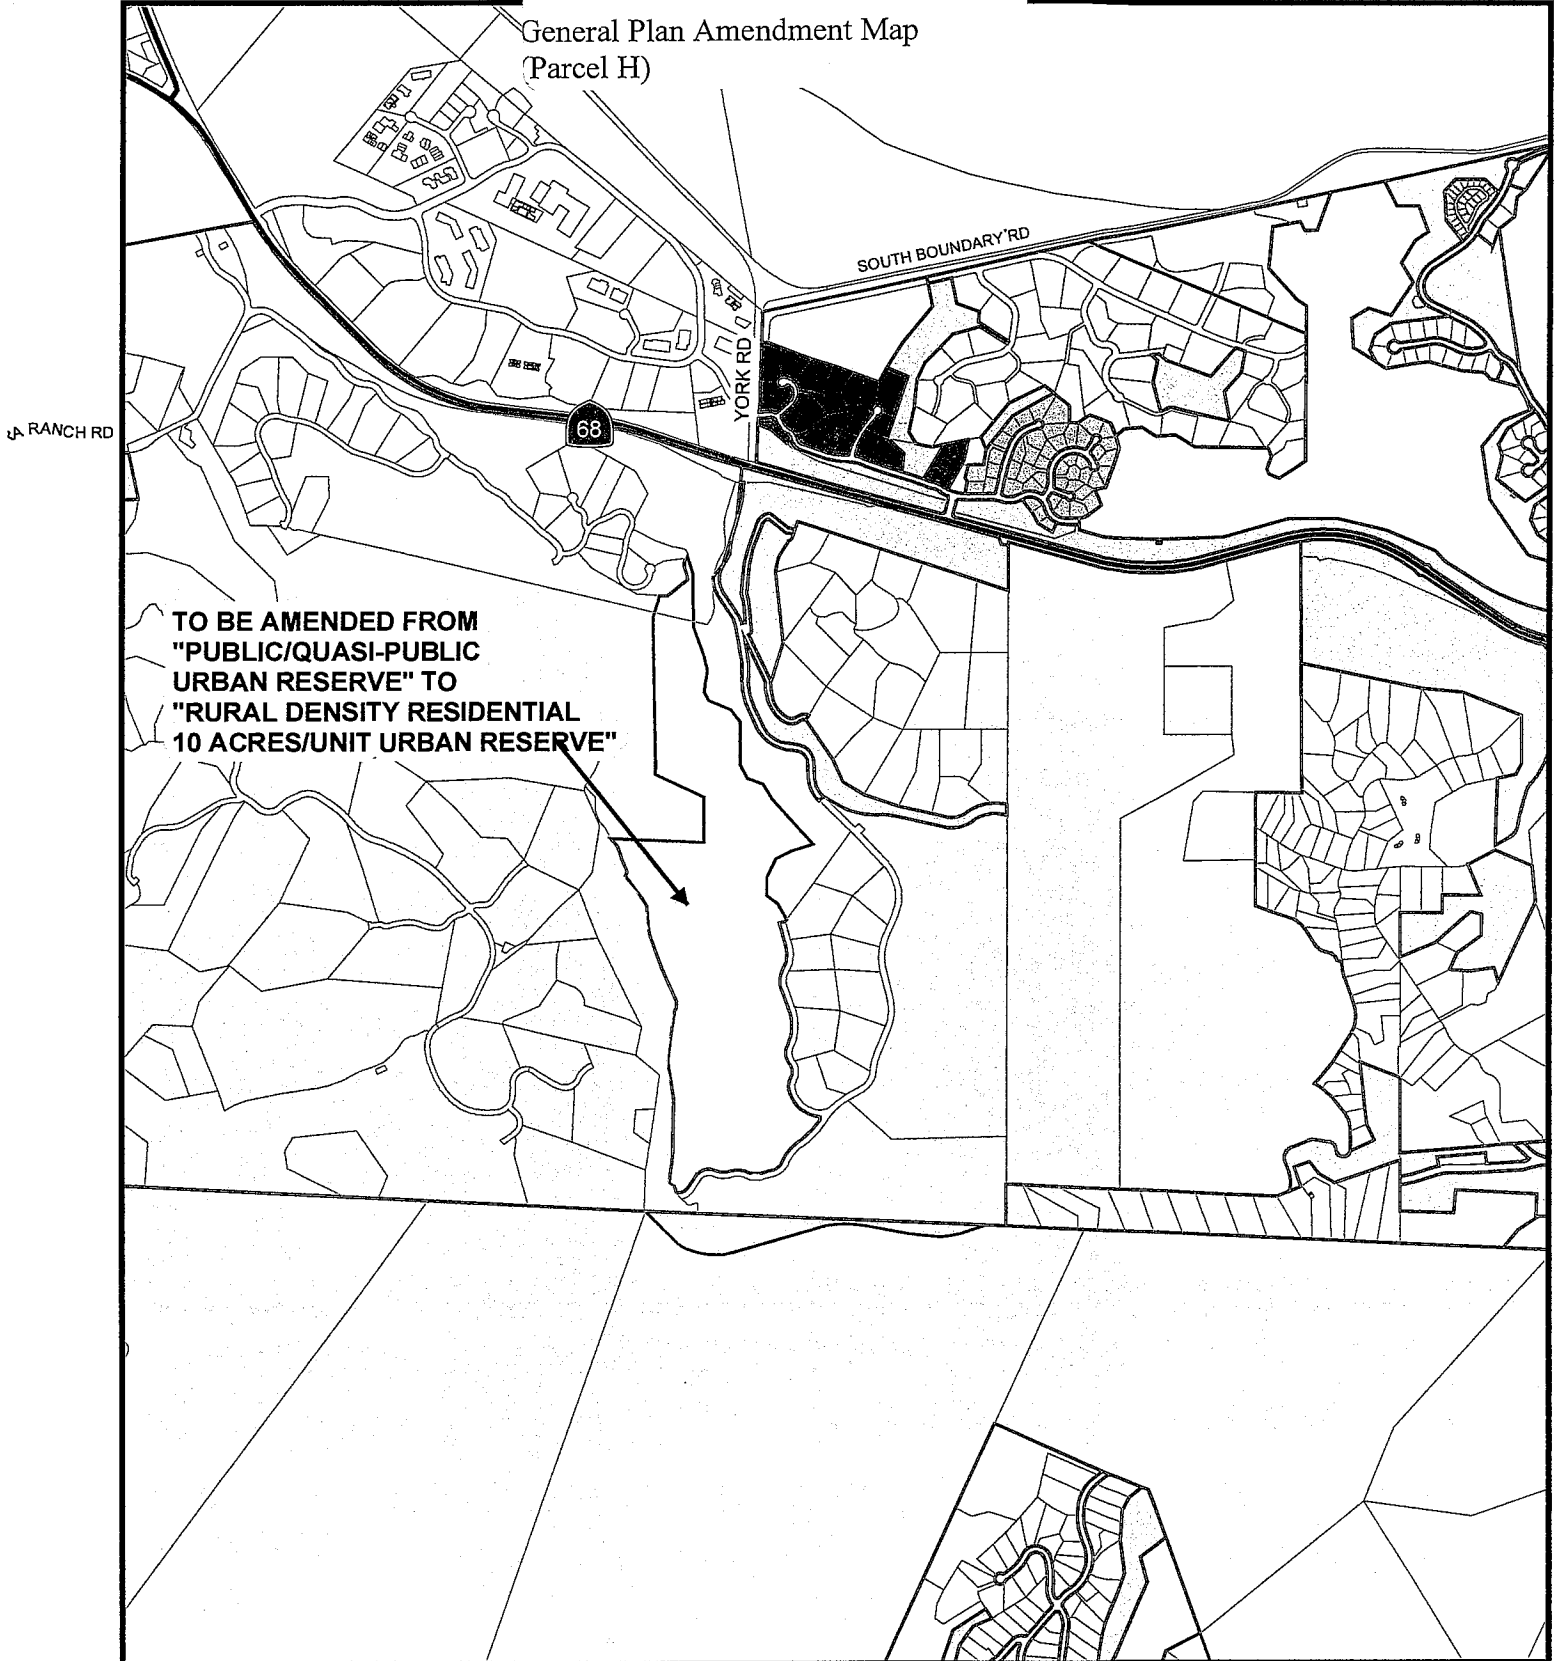 General Plan Amendment Map
(Parcel H)
SOUTH BOUNDARY RD
YORK RD
68
RANCH RD
TO BE AMENDED FROM
"PUBLIC/QUASI-PUBLIC
URBAN RESERVE" TO
"RURAL DENSITY RESIDENTIAL
10 ACRES/UNIT URBAN RESERVE"